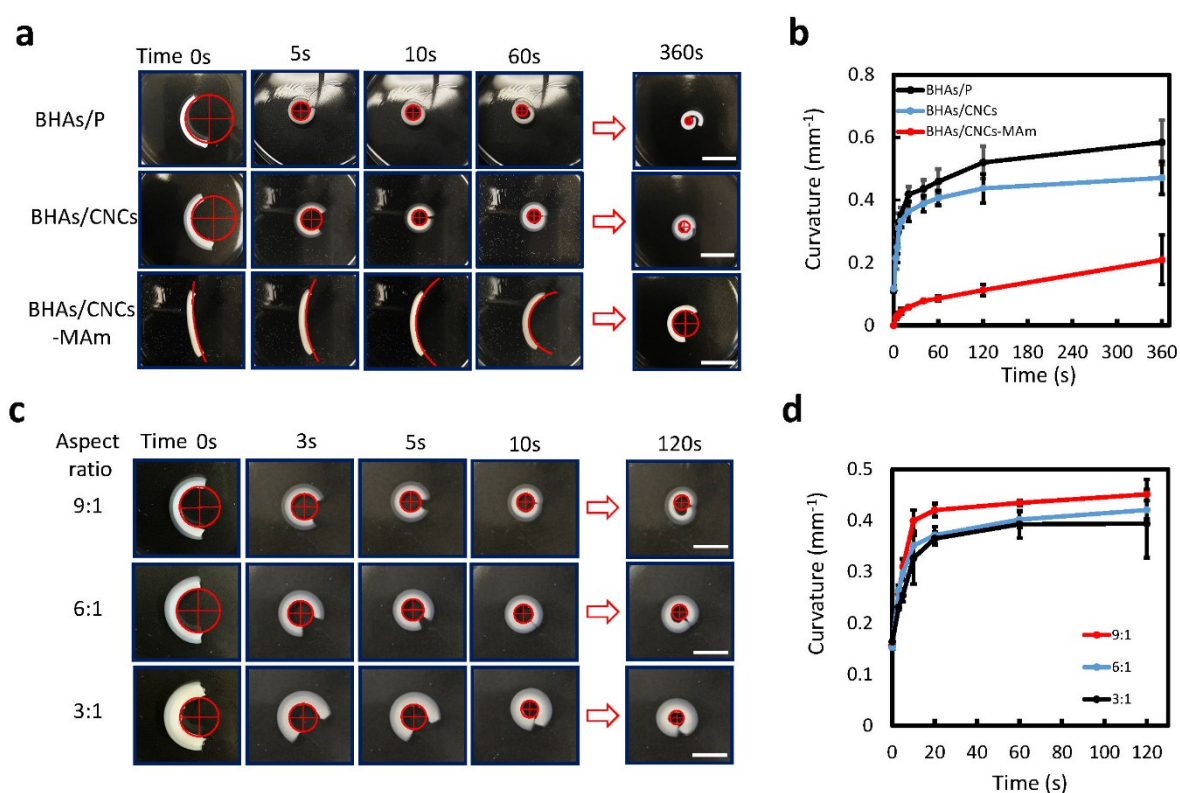 a
Time 0s 5s 10s 60s 360s
BHAs/P
BHAs/CNCs
BHAs/CNCs
-MAm
b
0.8
0.6
0.4
0.2
0
Curvature (mm⁻¹)
BHAs/P
BHAs/CNCs
BHAs/CNCs-MAm
0 60 120 180 240 300 360
Time (s)
c
Aspect
ratio
Time 0s 3s 5s 10s 120s
9:1
6:1
3:1
d
0.5
0.4
0.3
0.2
0.1
0
Curvature (mm⁻¹)
9:1
6:1
3:1
0 20 40 60 80 100 120
Time (s)